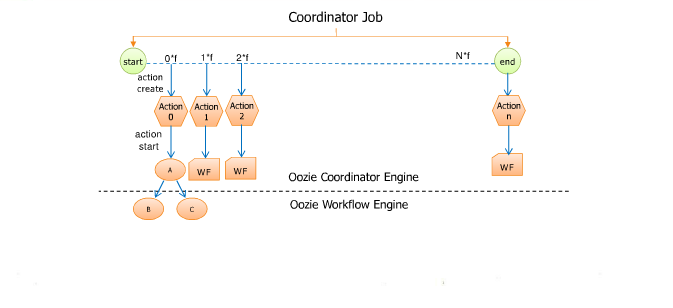 Coordinator Job
start
0*f
1*f
2*f
N*f
end
action
create
Action
0
Action
1
Action
2
Action
n
action
start
A
WF
WF
WF
Oozie Coordinator Engine
B
C
Oozie Workflow Engine